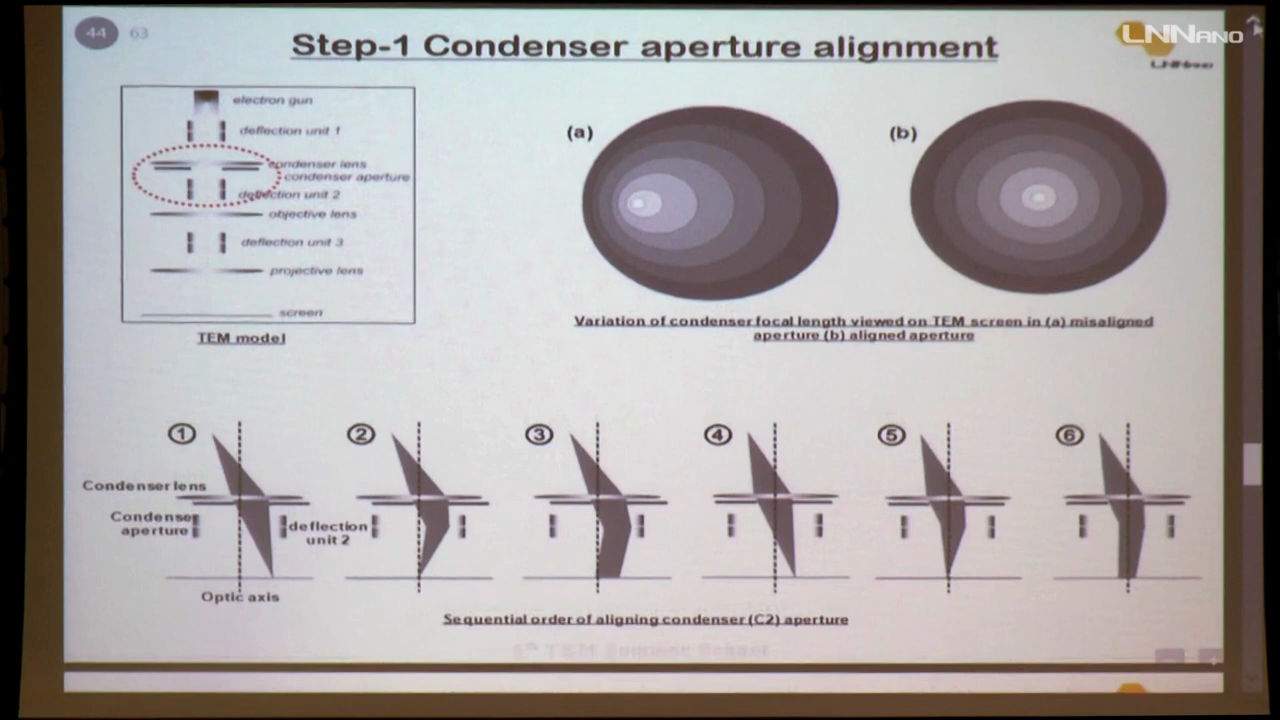 44 63
Step-1 Condenser aperture alignment
LNNANO
electron gun
deflection unit 1
condenser lens
condenser aperture
deflection unit 2
objective lens
deflection unit 3
projective lens
screen
TEM model
(a)
(b)
Variation of condenser focal length viewed on TEM screen in (a) misaligned
aperture (b) aligned aperture
1
2
3
4
5
6
Condenser lens
Condenser
aperture
deflection
unit 2
Optic axis
Sequential order of aligning condenser (C2) aperture
TEM Summer School